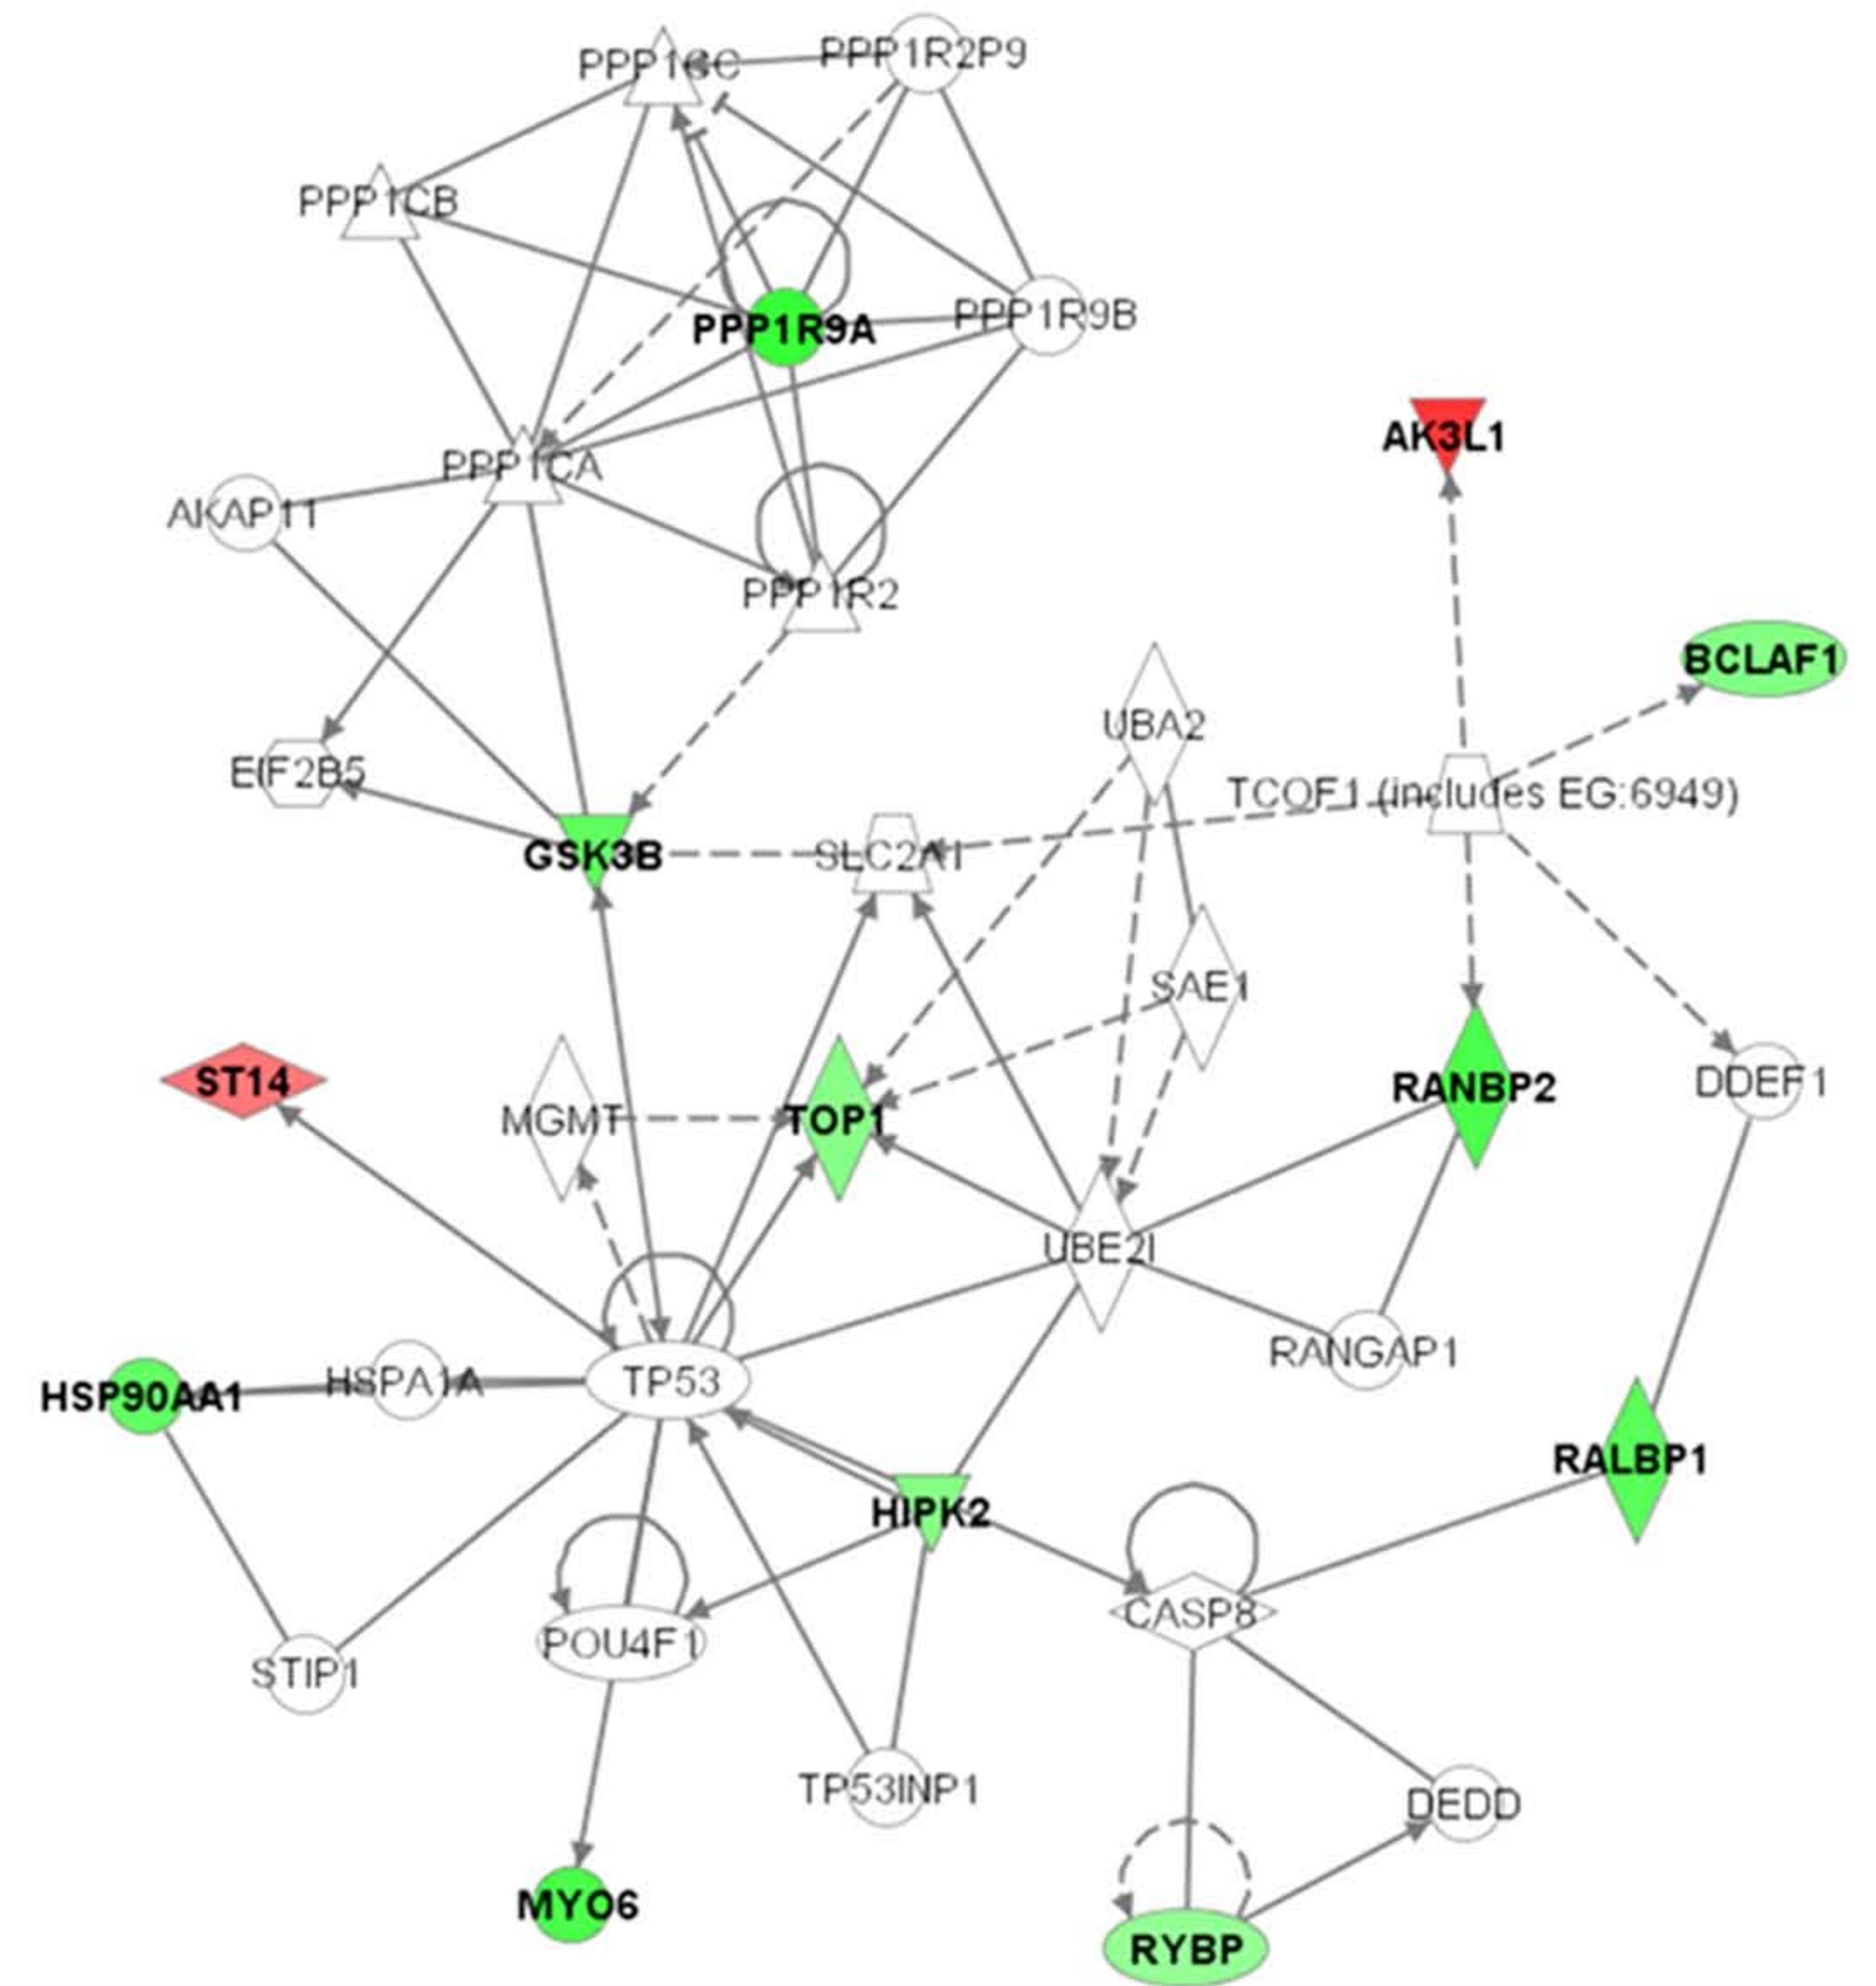 PPP1CC
PPP1R2P9
PPP1CB
PPP1R9A
PPP1R9B
AK3L1
PPP1CA
AKAP11
PPP1R2
BCLAF1
UBA2
EIF2B5
TCOF1 (includes EG:6949)
GSK3B
SLC2A1
SAE1
ST14
MGMT
TOP1
RANBP2
DDEF1
UBE2I
RANGAP1
HSP90AA1
HSPA1A
TP53
RALBP1
HIPK2
CASP8
POU4F1
STIP1
TP53INP1
DEDD
MYO6
RYBP